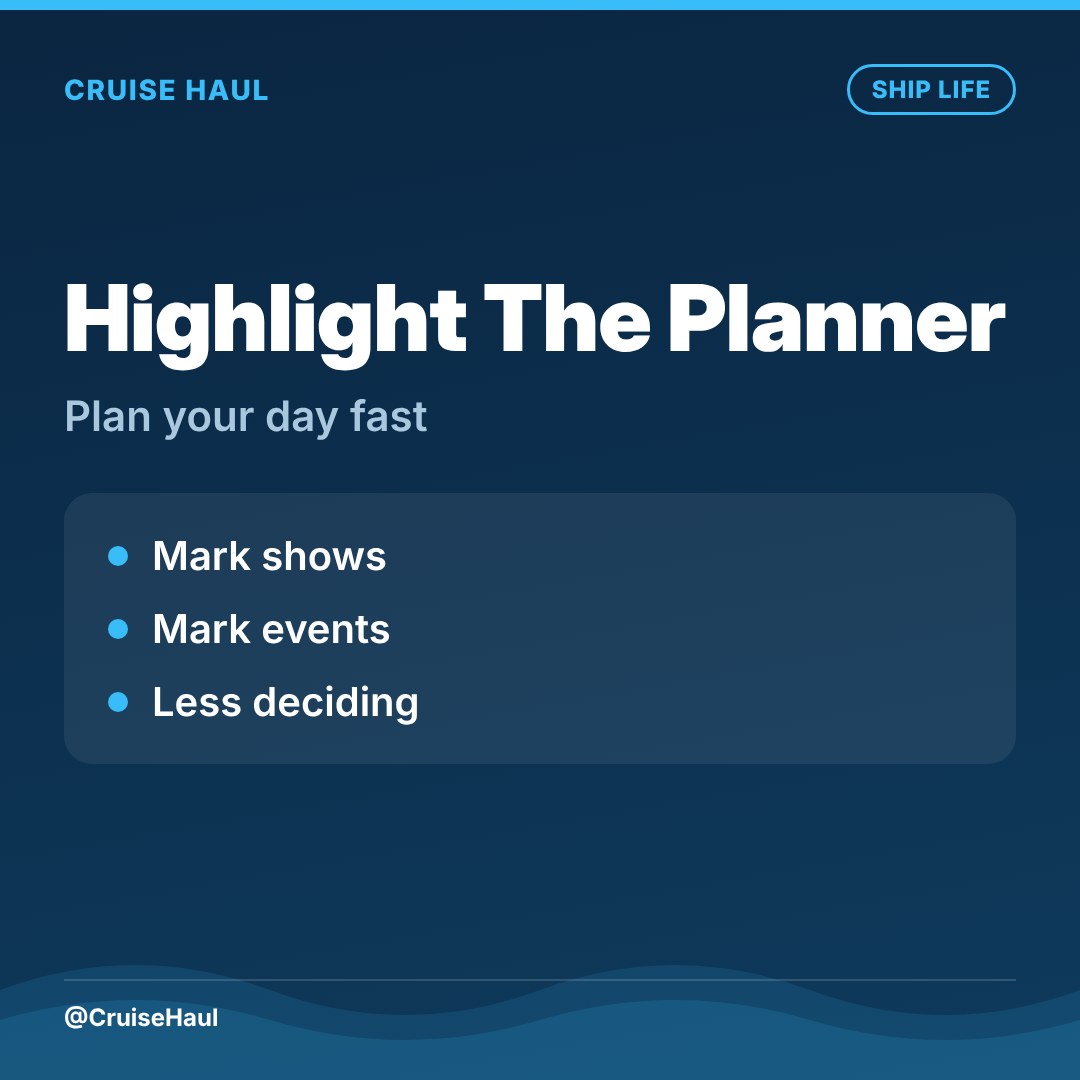 CRUISE HAUL
SHIP LIFE
Highlight The Planner
Plan your day fast
Mark shows
Mark events
Less deciding
@CruiseHaul